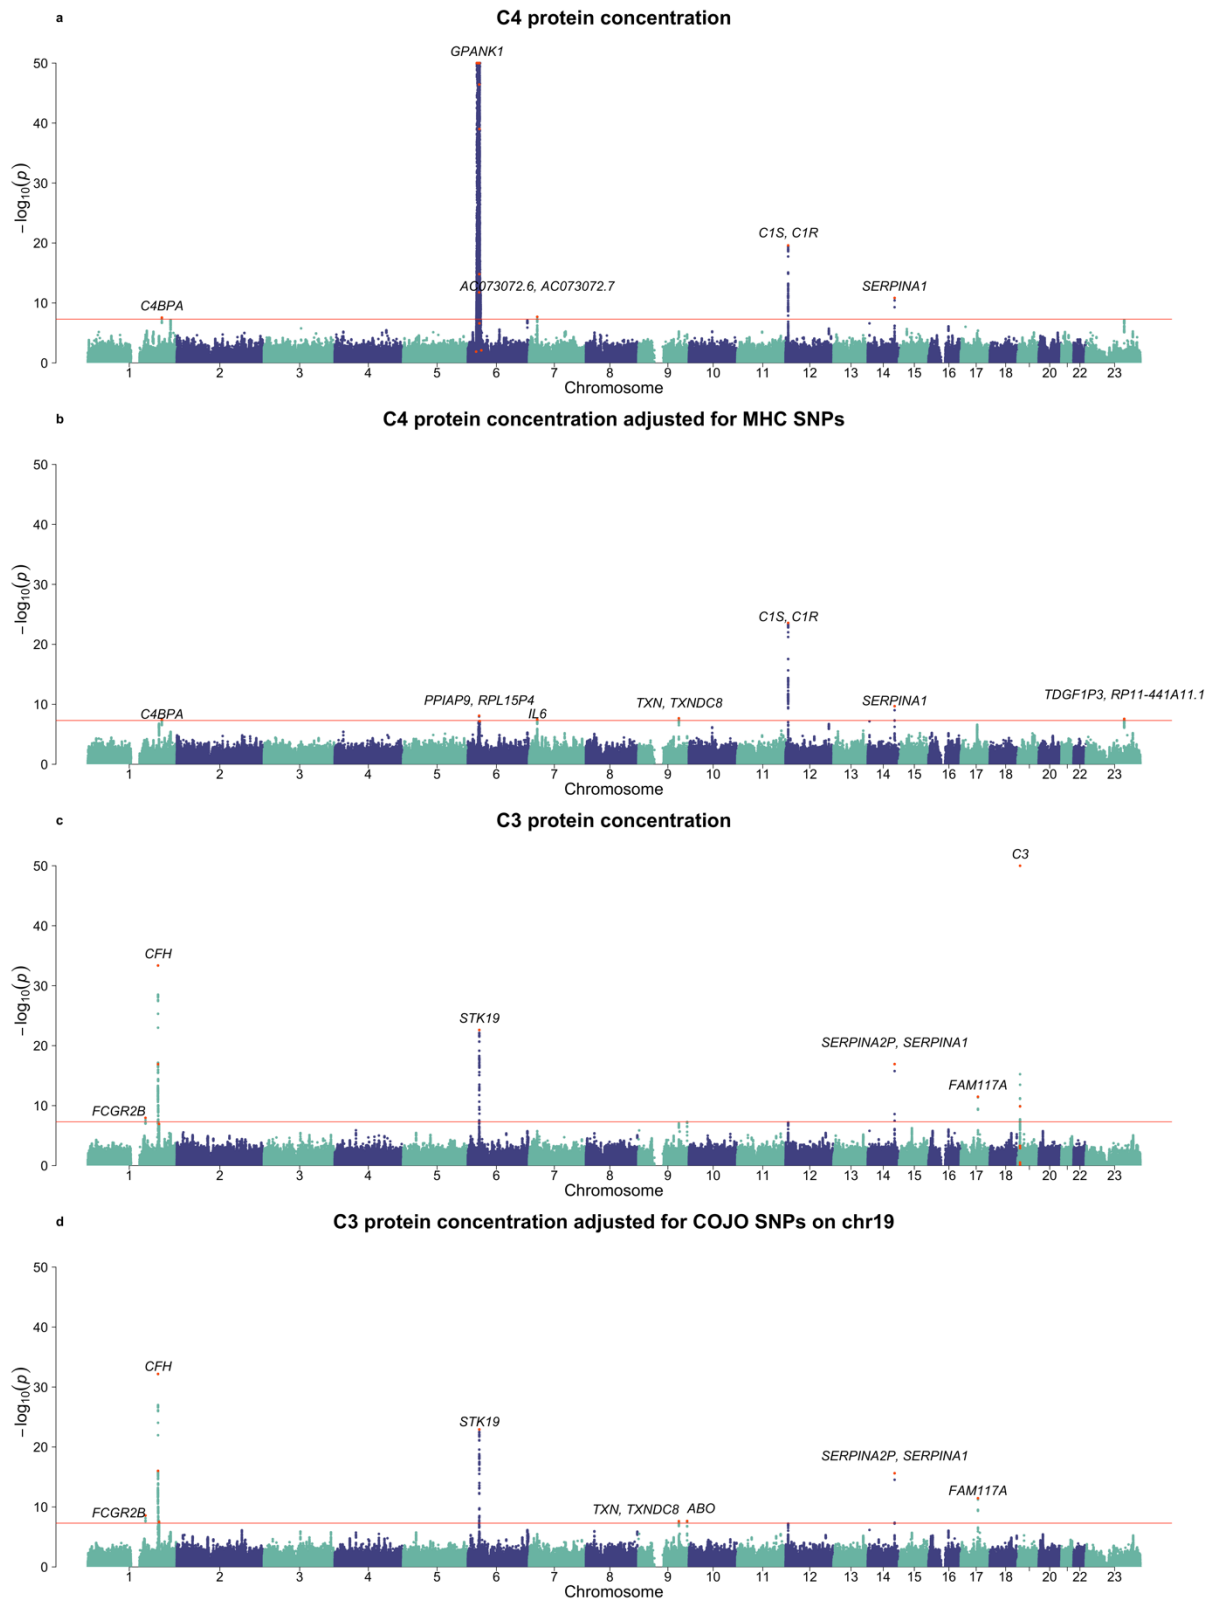 a
C4 protein concentration
GPANK1
50
40
30
20
10
0
−log10(p)
C1S, C1R
AC073072.6, AC073072.7
SERPINA1
C4BPA
1 2 3 4 5 6 7 8 9 10 11 12 13 14 15 16 17 18 20 22 23
Chromosome
b
C4 protein concentration adjusted for MHC SNPs
50
40
30
20
10
0
−log10(p)
C1S, C1R
TDGF1P3, RP11-441A11.1
PPIAP9, RPL15P4
TXN, TXNDC8
SERPINA1
C4BPA
IL6
1 2 3 4 5 6 7 8 9 10 11 12 13 14 15 16 17 18 20 22 23
Chromosome
c
C3 protein concentration
C3
50
40
30
20
10
0
−log10(p)
CFH
STK19
SERPINA2P, SERPINA1
FAM117A
FCGR2B
1 2 3 4 5 6 7 8 9 10 11 12 13 14 15 16 17 18 20 22 23
Chromosome
d
C3 protein concentration adjusted for COJO SNPs on chr19
50
40
30
20
10
0
−log10(p)
CFH
STK19
SERPINA2P, SERPINA1
FAM117A
FCGR2B
TXN, TXNDC8
ABO
1 2 3 4 5 6 7 8 9 10 11 12 13 14 15 16 17 18 20 22 23
Chromosome